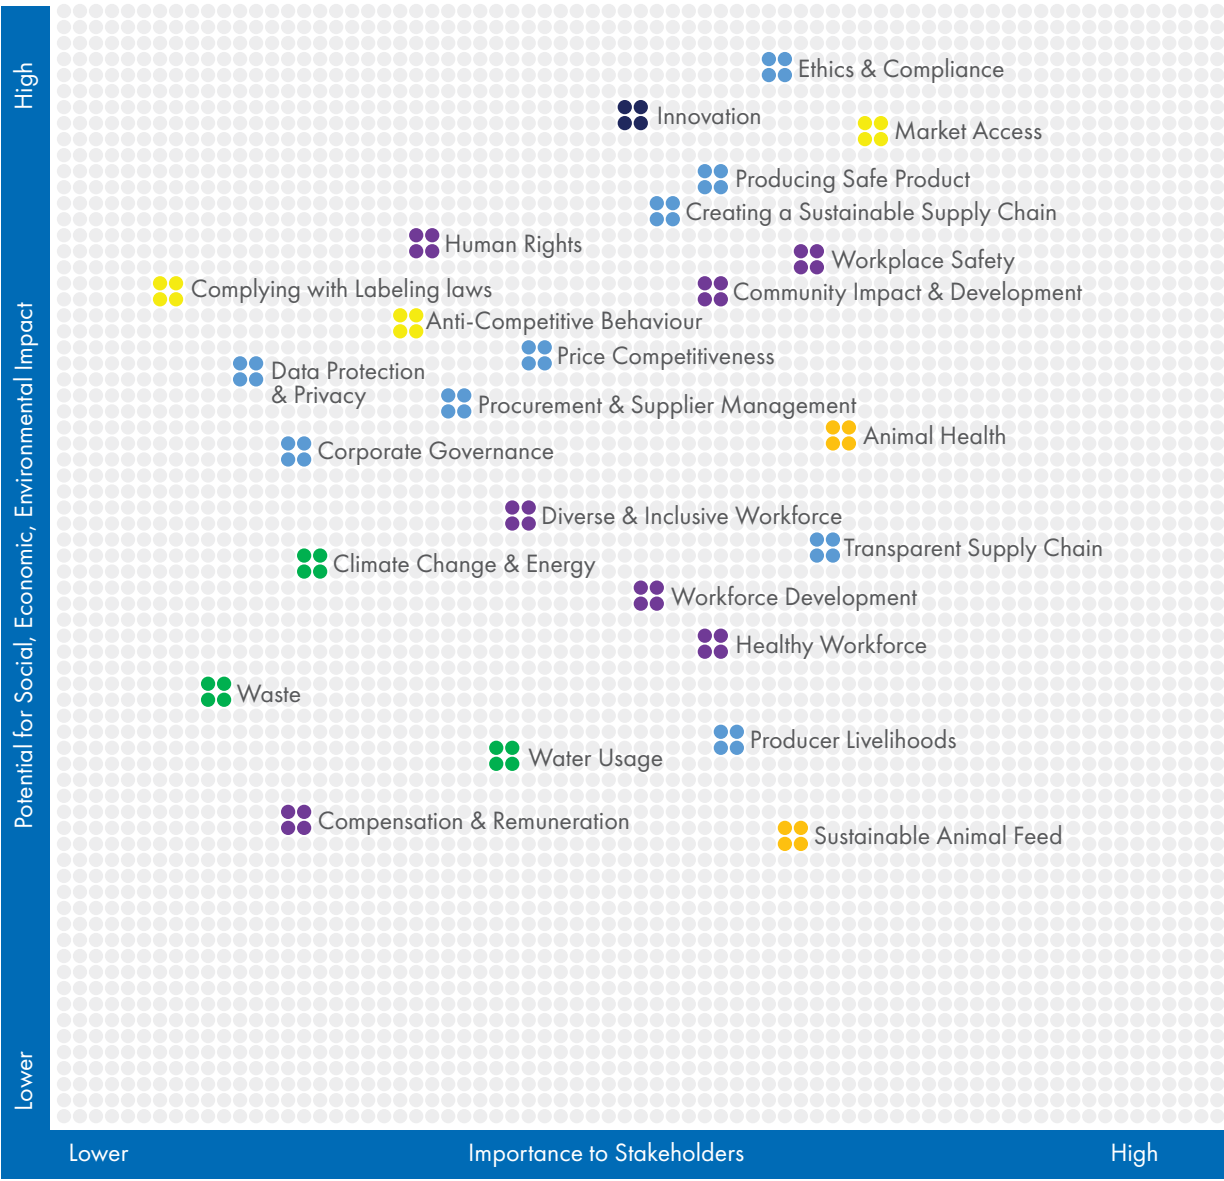 High
Potential for Social, Economic, Environmental Impact
Lower
Ethics & Compliance
Innovation
Market Access
Producing Safe Product
Creating a Sustainable Supply Chain
Human Rights
Workplace Safety
Complying with Labeling laws
Community Impact & Development
Anti-Competitive Behaviour
Price Competitiveness
Data Protection
& Privacy
Procurement & Supplier Management
Animal Health
Corporate Governance
Diverse & Inclusive Workforce
Transparent Supply Chain
Climate Change & Energy
Workforce Development
Healthy Workforce
Waste
Producer Livelihoods
Water Usage
Compensation & Remuneration
Sustainable Animal Feed
Lower
Importance to Stakeholders
High